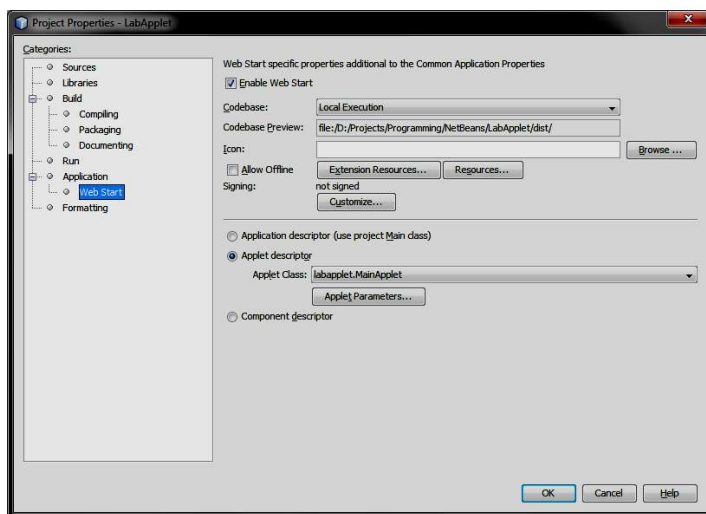 Project Properties - LabApplet
Categories:
Sources
Libraries
Build
Compiling
Packaging
Documenting
Run
Application
Web Start
Formatting
Web Start specific properties additional to the Common Application Properties
Enable Web Start
Codebase: Local Execution
Codebase Preview: file:/D:/Projects/Programming/NetBeans/LabApplet/dist/
Icon: Browse ...
Allow Offline Extension Resources... Resources...
Signing: not signed
Customize...
Application descriptor (use project Main class)
Applet descriptor
Applet Class: labapplet.MainApplet
Applet Parameters...
Component descriptor
OK Cancel Help